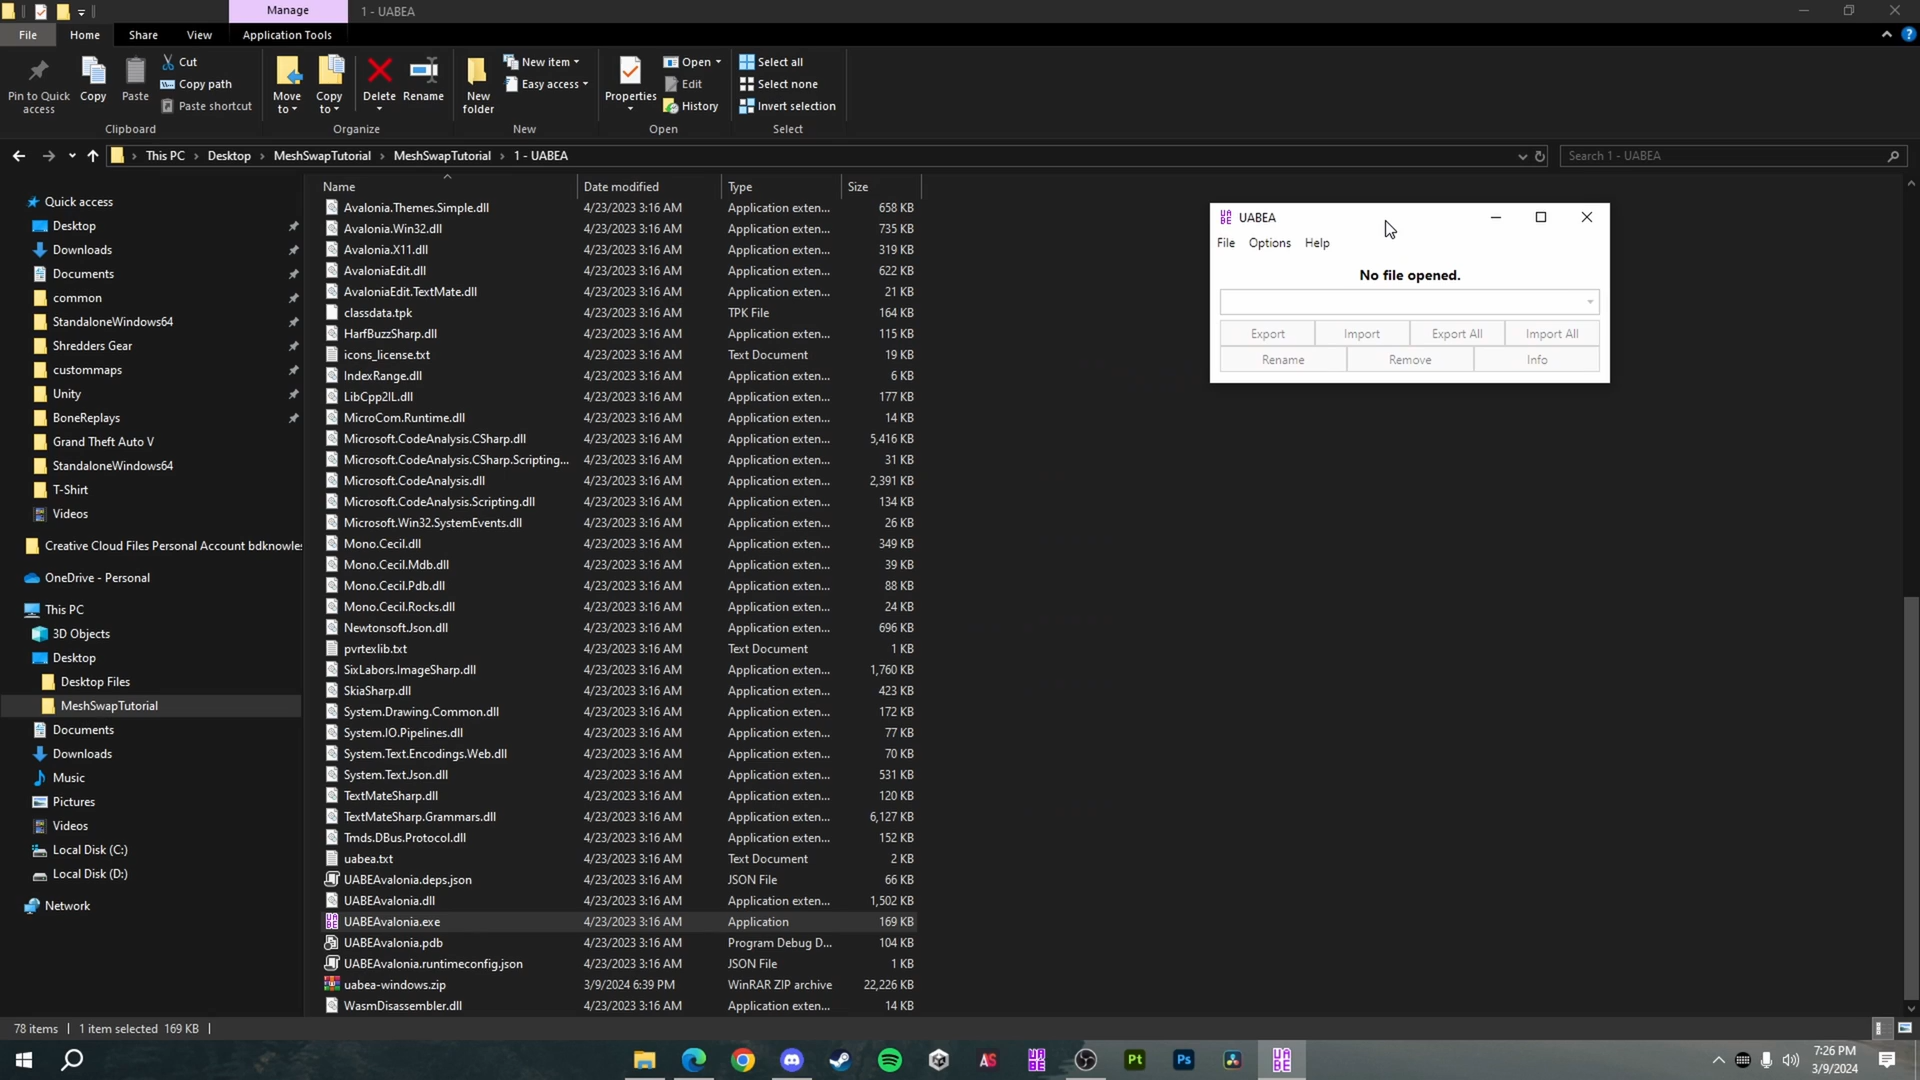 Manage
1 - UABEA
File
Home
Share
View
Application Tools
Pin to Quick access
Copy
Paste
Cut
Copy path
Paste shortcut
Move to
Copy to
Delete
Rename
New folder
New item
Easy access
Properties
Open
Edit
History
Select all
Select none
Invert selection
Clipboard
Organize
New
Open
Select
This PC > Desktop > MeshSwapTutorial > MeshSwapTutorial > 1 - UABEA
Search 1 - UABEA
Quick access
Desktop
Downloads
Documents
common
StandaloneWindows64
Shredders Gear
custommaps
Unity
BoneReplays
Grand Theft Auto V
StandaloneWindows64
T-Shirt
Videos
Creative Cloud Files Personal Account bdknowles
OneDrive - Personal
This PC
3D Objects
Desktop
Desktop Files
MeshSwapTutorial
Documents
Downloads
Music
Pictures
Videos
Local Disk (C:)
Local Disk (D:)
Network
Name Date modified Type Size
Avalonia.Themes.Simple.dll 4/23/2023 3:16 AM Application exten... 658 KB
Avalonia.Win32.dll 4/23/2023 3:16 AM Application exten... 735 KB
Avalonia.X11.dll 4/23/2023 3:16 AM Application exten... 319 KB
AvaloniaEdit.dll 4/23/2023 3:16 AM Application exten... 622 KB
AvaloniaEdit.TextMate.dll 4/23/2023 3:16 AM Application exten... 21 KB
classdata.tpk 4/23/2023 3:16 AM TPK File 164 KB
HarfBuzzSharp.dll 4/23/2023 3:16 AM Application exten... 115 KB
icons_license.txt 4/23/2023 3:16 AM Text Document 19 KB
IndexRange.dll 4/23/2023 3:16 AM Application exten... 6 KB
LibCpp2IL.dll 4/23/2023 3:16 AM Application exten... 177 KB
MicroCom.Runtime.dll 4/23/2023 3:16 AM Application exten... 14 KB
Microsoft.CodeAnalysis.CSharp.dll 4/23/2023 3:16 AM Application exten... 5,416 KB
Microsoft.CodeAnalysis.CSharp.Scripting... 4/23/2023 3:16 AM Application exten... 31 KB
Microsoft.CodeAnalysis.dll 4/23/2023 3:16 AM Application exten... 2,391 KB
Microsoft.CodeAnalysis.Scripting.dll 4/23/2023 3:16 AM Application exten... 134 KB
Microsoft.Win32.SystemEvents.dll 4/23/2023 3:16 AM Application exten... 26 KB
Mono.Cecil.dll 4/23/2023 3:16 AM Application exten... 349 KB
Mono.Cecil.Mdb.dll 4/23/2023 3:16 AM Application exten... 39 KB
Mono.Cecil.Pdb.dll 4/23/2023 3:16 AM Application exten... 88 KB
Mono.Cecil.Rocks.dll 4/23/2023 3:16 AM Application exten... 24 KB
Newtonsoft.Json.dll 4/23/2023 3:16 AM Application exten... 696 KB
pvrtexlib.txt 4/23/2023 3:16 AM Text Document 1 KB
SixLabors.ImageSharp.dll 4/23/2023 3:16 AM Application exten... 1,760 KB
SkiaSharp.dll 4/23/2023 3:16 AM Application exten... 423 KB
System.Drawing.Common.dll 4/23/2023 3:16 AM Application exten... 172 KB
System.IO.Pipelines.dll 4/23/2023 3:16 AM Application exten... 77 KB
System.Text.Encodings.Web.dll 4/23/2023 3:16 AM Application exten... 70 KB
System.Text.Json.dll 4/23/2023 3:16 AM Application exten... 531 KB
TextMateSharp.dll 4/23/2023 3:16 AM Application exten... 120 KB
TextMateSharp.Grammars.dll 4/23/2023 3:16 AM Application exten... 6,127 KB
Tmds.DBus.Protocol.dll 4/23/2023 3:16 AM Application exten... 152 KB
uabea.txt 4/23/2023 3:16 AM Text Document 2 KB
UABEAvalonia.deps.json 4/23/2023 3:16 AM JSON File 66 KB
UABEAvalonia.dll 4/23/2023 3:16 AM Application exten... 1,502 KB
UABEAvalonia.exe 4/23/2023 3:16 AM Application 169 KB
UABEAvalonia.pdb 4/23/2023 3:16 AM Program Debug D... 104 KB
UABEAvalonia.runtimeconfig.json 4/23/2023 3:16 AM JSON File 1 KB
uabea-windows.zip 3/9/2024 6:39 PM WinRAR ZIP archive 22,226 KB
WasmDisassembler.dll 4/23/2023 3:16 AM Application exten... 14 KB
UABE UABEA
File Options Help
No file opened.
Export Import Export All Import All
Rename Remove Info
78 items 1 item selected 169 KB
AS
UABE
Pt
Ps
UABE
7:26 PM
3/9/2024